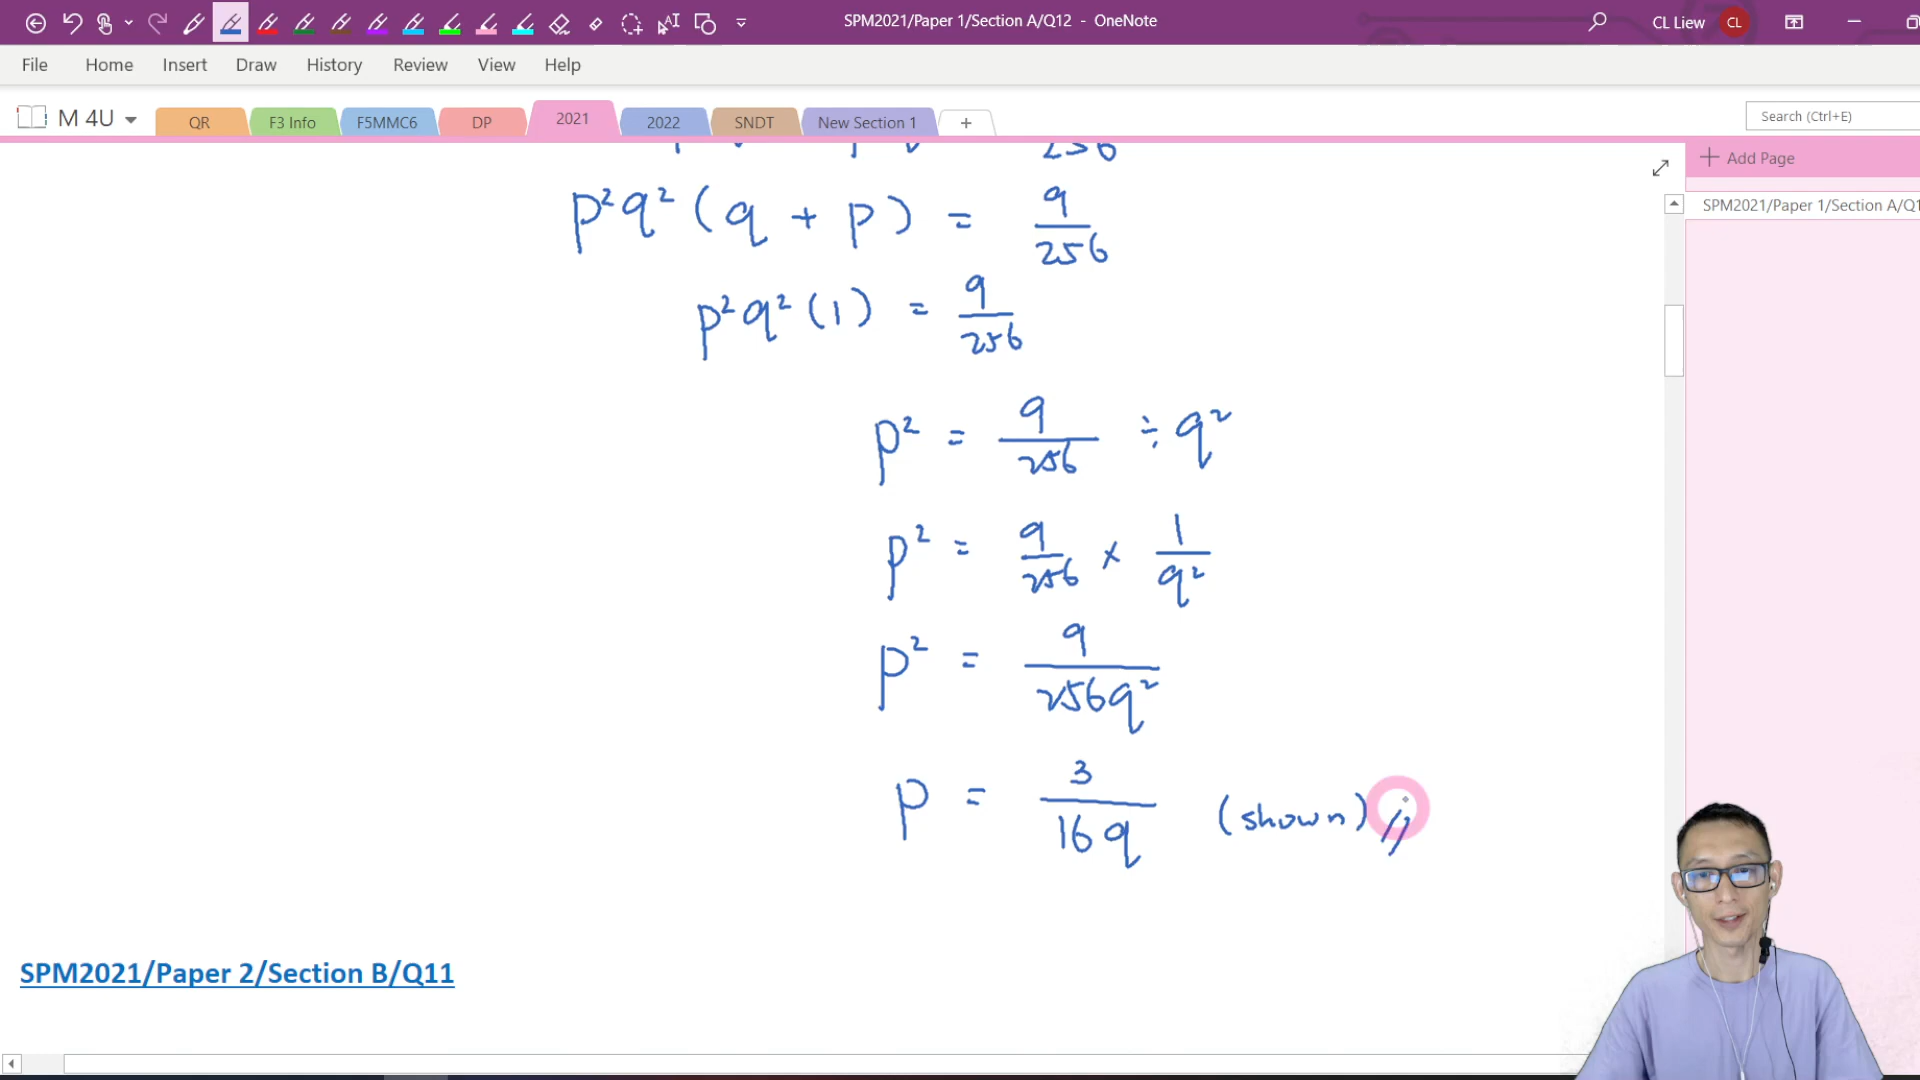 SPM2021/Paper 1/Section A/Q12 - OneNote
CL Liew
CL
File Home Insert Draw History Review View Help
M 4U
QR
F3 Info
F5MMC6
DP
2021
2022
SNDT
New Section 1
+
Search (Ctrl+E)
Add Page
SPM2021/Paper 1/Section A/Q1
256
p²q²(q + p) = 9/256
p²q²(1) = 9/256
p² = 9/256 ÷ q²
p² = 9/256 × 1/q²
p² = 9/256q²
p = 3/16q (shown)//
SPM2021/Paper 2/Section B/Q11